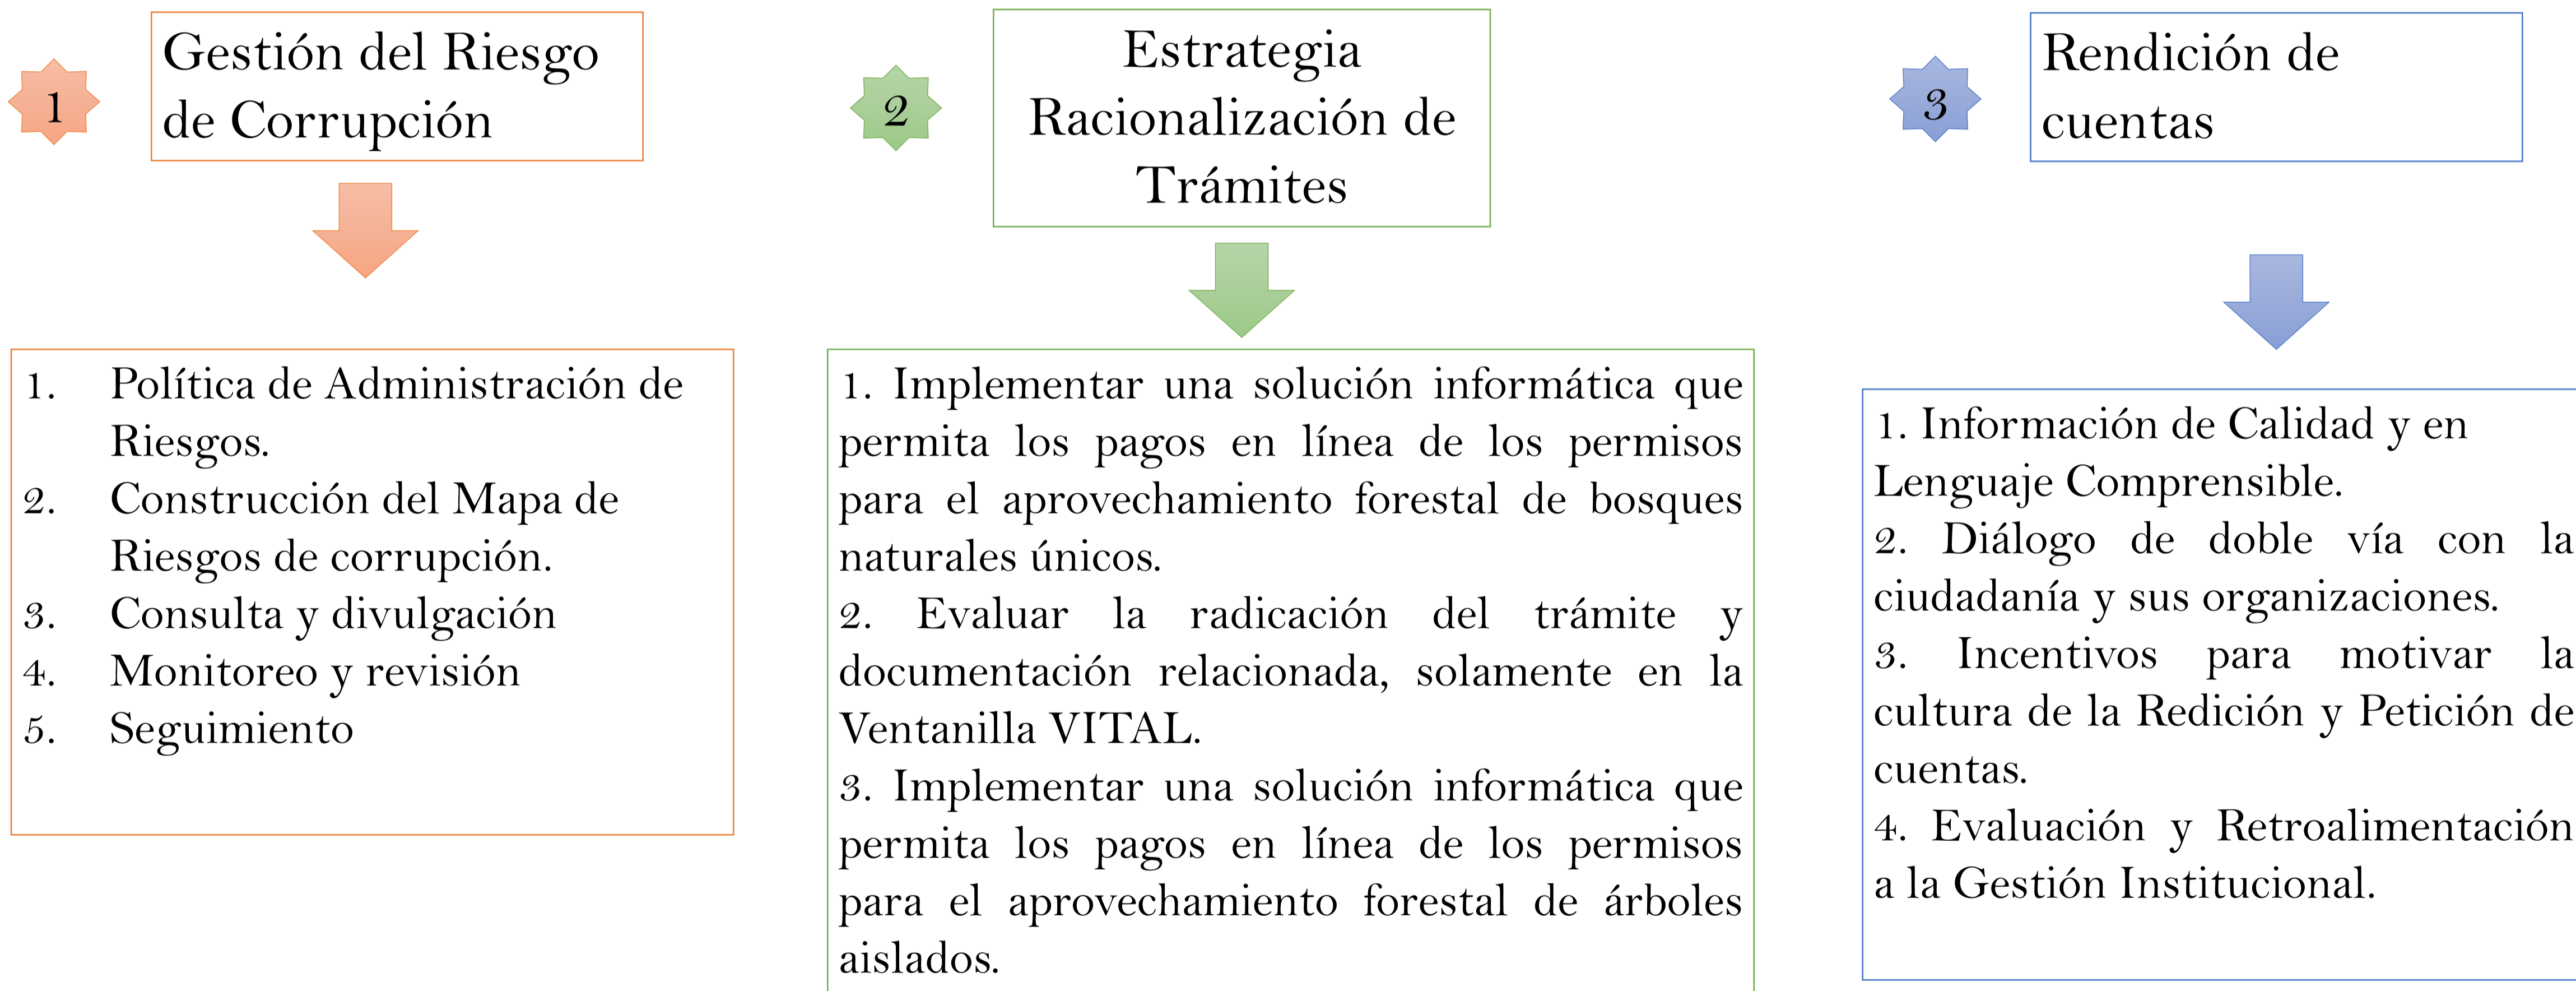 1
Gestión del Riesgo
de Corrupción
1. Política de Administración de
Riesgos.
2. Construcción del Mapa de
Riesgos de corrupción.
3. Consulta y divulgación
4. Monitoreo y revisión
5. Seguimiento
2
Estrategia
Racionalización de
Trámites
1. Implementar una solución informática que
permita los pagos en línea de los permisos
para el aprovechamiento forestal de bosques
naturales únicos.
2. Evaluar la radicación del trámite y
documentación relacionada, solamente en la
Ventanilla VITAL.
3. Implementar una solución informática que
permita los pagos en línea de los permisos
para el aprovechamiento forestal de árboles
aislados.
3
Rendición de
cuentas
1. Información de Calidad y en
Lenguaje Comprensible.
2. Diálogo de doble vía con la
ciudadanía y sus organizaciones.
3. Incentivos para motivar la
cultura de la Redición y Petición de
cuentas.
4. Evaluación y Retroalimentación
a la Gestión Institucional.